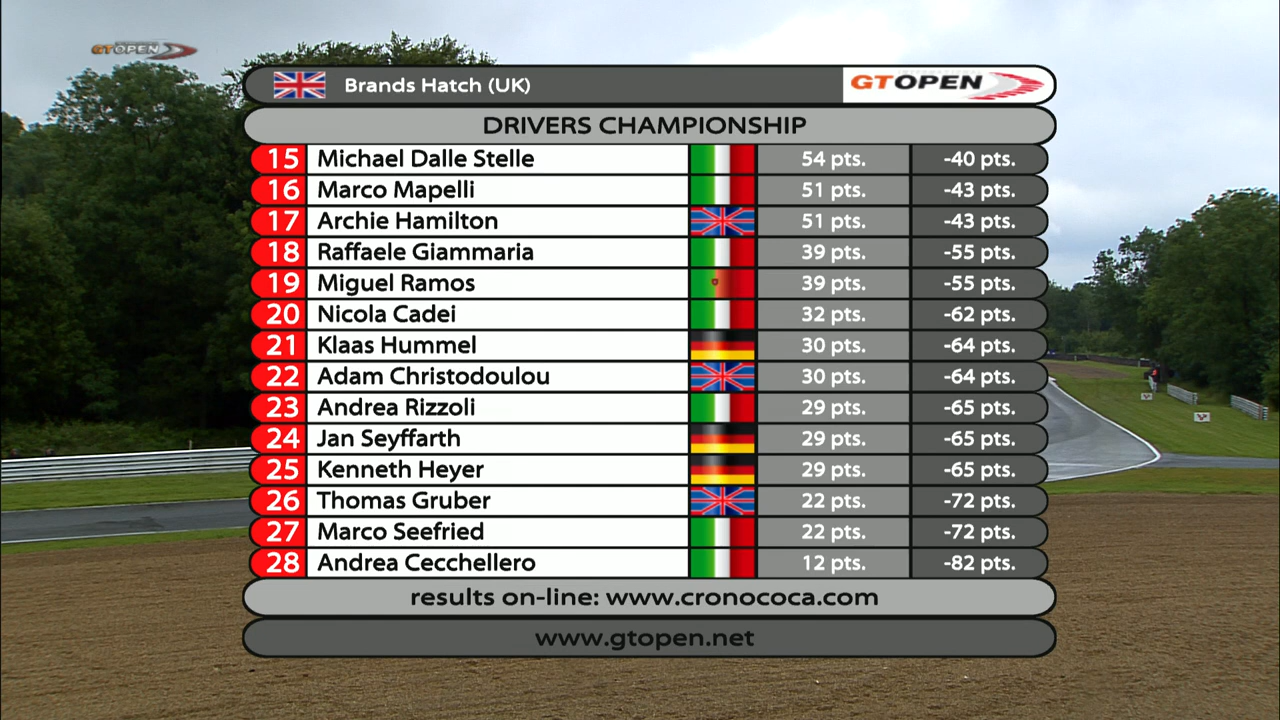 GTOPEN
Brands Hatch (UK)
GTOPEN
DRIVERS CHAMPIONSHIP
15 Michael Dalle Stelle 54 pts. -40 pts.
16 Marco Mapelli 51 pts. -43 pts.
17 Archie Hamilton 51 pts. -43 pts.
18 Raffaele Giammaria 39 pts. -55 pts.
19 Miguel Ramos 39 pts. -55 pts.
20 Nicola Cadei 32 pts. -62 pts.
21 Klaas Hummel 30 pts. -64 pts.
22 Adam Christodoulou 30 pts. -64 pts.
23 Andrea Rizzoli 29 pts. -65 pts.
24 Jan Seyffarth 29 pts. -65 pts.
25 Kenneth Heyer 29 pts. -65 pts.
26 Thomas Gruber 22 pts. -72 pts.
27 Marco Seefried 22 pts. -72 pts.
28 Andrea Cecchellero 12 pts. -82 pts.
results on-line: www.cronococa.com
www.gtopen.net